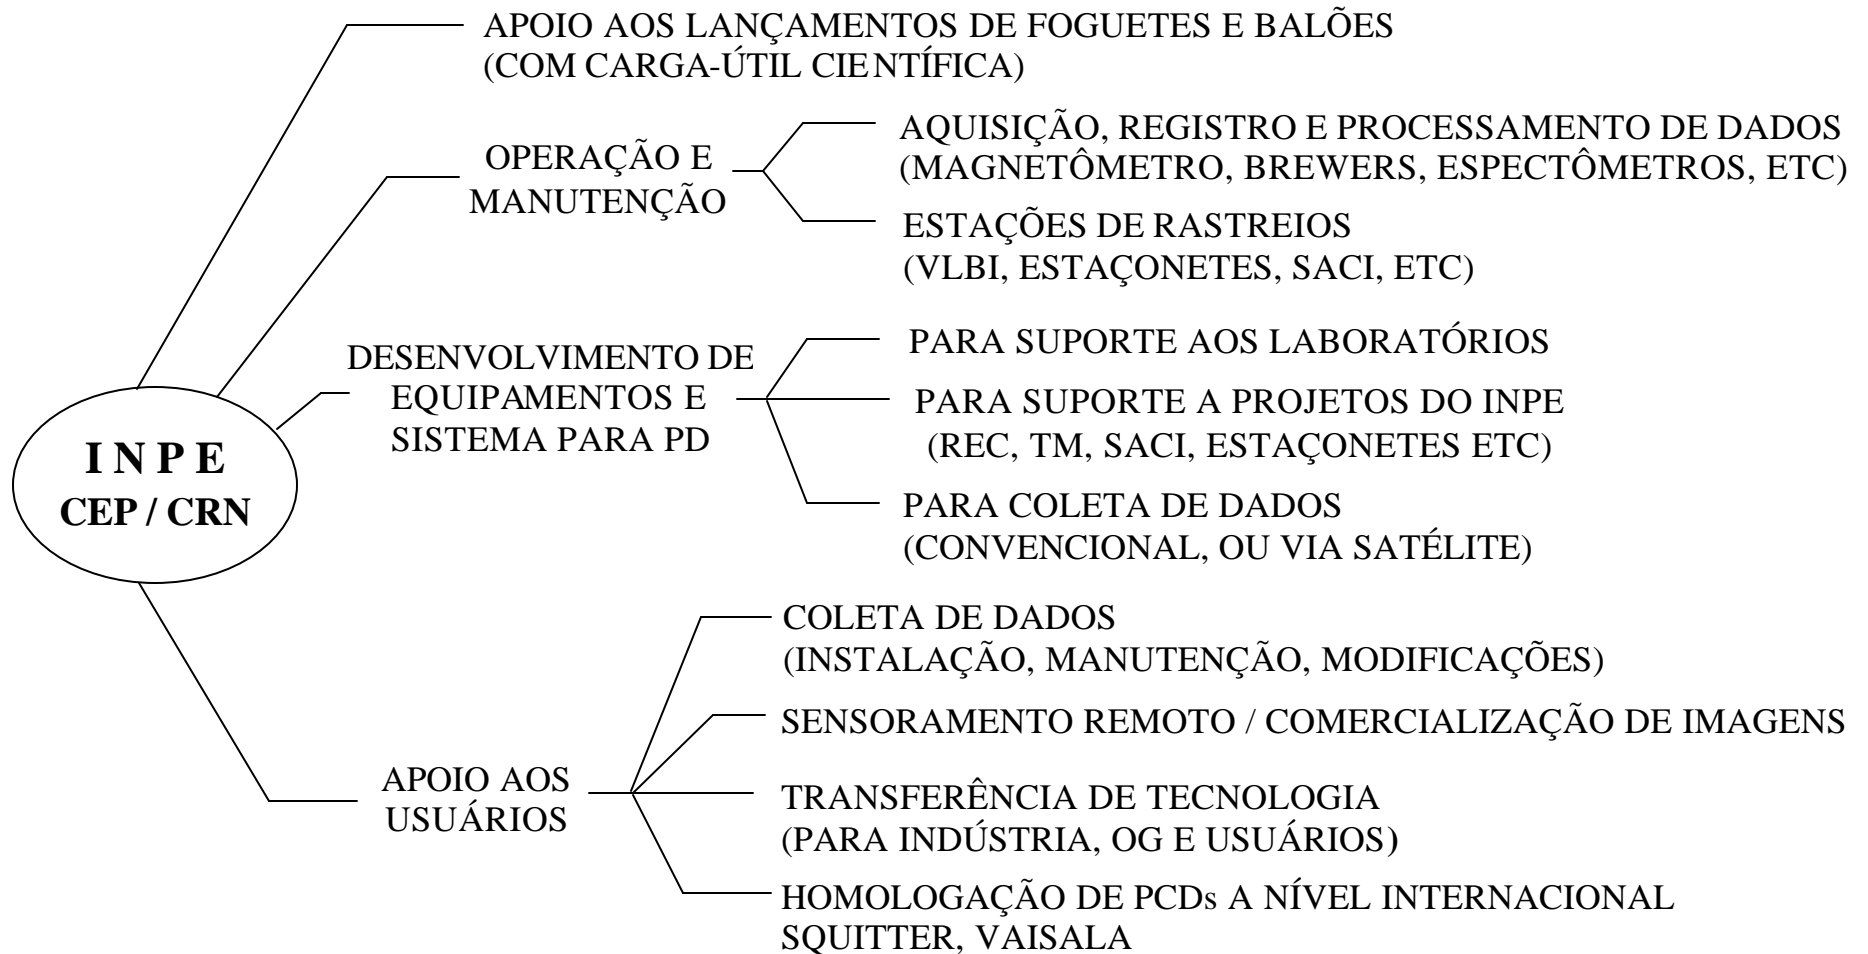 APOIO AOS LANÇAMENTOS DE FOGUETES E BALÕES
(COM CARGA-ÚTIL CIENTÍFICA)
OPERAÇÃO E
MANUTENÇÃO
AQUISIÇÃO, REGISTRO E PROCESSAMENTO DE DADOS
(MAGNETÔMETRO, BREWERS, ESPECTÔMETROS, ETC)
ESTAÇÕES DE RASTREIOS
(VLBI, ESTAÇONETES, SACI, ETC)
DESENVOLVIMENTO DE
EQUIPAMENTOS E
SISTEMA PARA PD
PARA SUPORTE AOS LABORATÓRIOS
PARA SUPORTE A PROJETOS DO INPE
(REC, TM, SACI, ESTAÇONETES ETC)
PARA COLETA DE DADOS
(CONVENCIONAL, OU VIA SATÉLITE)
I N P E
CEP / CRN
APOIO AOS
USUÁRIOS
COLETA DE DADOS
(INSTALAÇÃO, MANUTENÇÃO, MODIFICAÇÕES)
SENSORAMENTO REMOTO / COMERCIALIZAÇÃO DE IMAGENS
TRANSFERÊNCIA DE TECNOLOGIA
(PARA INDÚSTRIA, OG E USUÁRIOS)
HOMOLOGAÇÃO DE PCDs A NÍVEL INTERNACIONAL
SQUITTER, VAISALA